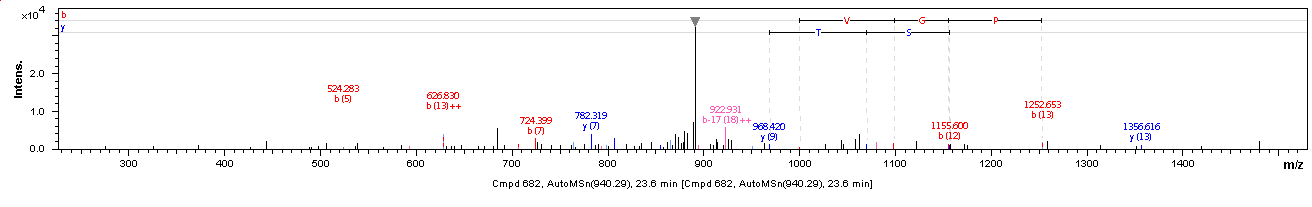 ×10⁴
b
y
V G P
T S
Intens.
2.0
1.0
0.0
524.283
b (5)
626.830
b (13) ++
724.399
b (7)
782.319
y (7)
922.931
b-17 (18) ++
968.420
y (9)
1155.600
b (12)
1252.653
b (13)
1356.616
y (13)
300 400 500 600 700 800 900 1000 1100 1200 1300 1400 m/z
Cmpd 682, AutoMSn(940.29), 23.6 min [Cmpd 682, AutoMSn(940.29), 23.6 min]